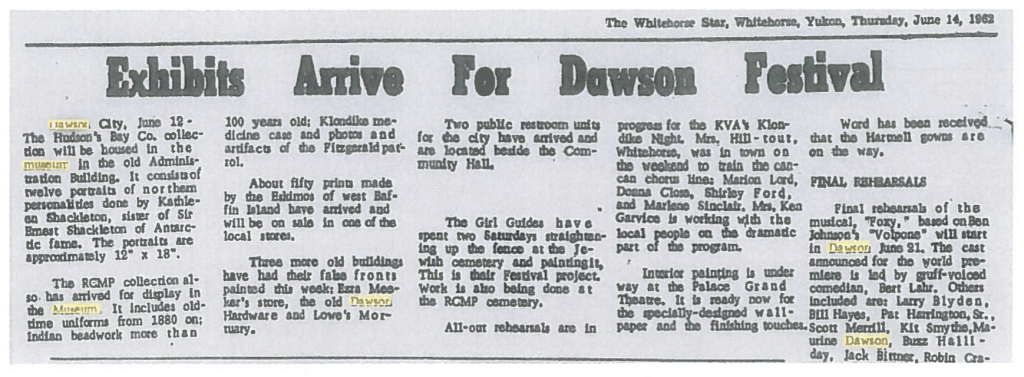 The Whitehorse Star, Whitehorse, Yukon, Thursday, June 14, 1962
Exhibits Arrive For Dawson Festival
Dawson City, June 12 -
The Hudson's Bay Co. collec-
tion will be housed in the
museum in the old Adminis-
tration Building. It consists of
twelve portraits of northern
personalities done by Kathle-
en Shackleton, sister of Sir
Ernest Shackleton of Antarc-
tic fame. The portraits are
approximately 12" x 18".
The RCMP collection al-
so has arrived for display in
the Museum. It includes old-
time uniforms from 1880 on;
Indian beadwork more than
100 years old; Klondike me-
dicine case and photos and
artifacts of the Fitzgerald pat-
rol.
About fifty prints made
by the Eskimos of west Baf-
fin Island have arrived and
will be on sale in one of the
local stores.
Three more old buildings
have had their false fronts
painted this week: Ezra Mee-
ker's store, the old Dawson
Hardware and Lowe's Mor-
tuary.
Two public restroom units
for the city have arrived and
are located beside the Com-
munity Hall.
The Girl Guides have
spent two Saturdays straighten-
ing up the fence at the Je-
wish cemetery and painting it.
This is their Festival project.
Work is also being done at
the RCMP cemetery.
All-out rehearsals are in
progress for the KVA's Klon-
dike Night. Mrs. Hill-tout,
Whitehorse, was in town on
the weekend to train the can-
can chorus line: Marion Lord,
Donna Close, Shirley Ford,
and Marlene Sinclair. Mrs. Ken
Garvice is working with the
local people on the dramatic
part of the program.
Interior painting is under
way at the Palace Grand
Theatre. It is ready now for
the specially-designed wall-
paper and the finishing touches.
Word has been received
that the Hartnell gowns are
on the way.
FINAL REHEARSALS
Final rehearsals of the
musical, "Foxy," based on Ben
Johnson's "Volpone" will start
in Dawson June 21. The cast
announced for the world pre-
miere is led by gruff-voiced
comedian, Bert Lahr. Others
included are: Larry Blyden,
Bill Hayes, Pat Harrington, Sr.,
Scott Merrill, Kit Smythe, Ma-
urine Dawson, Buzz Halli-
day, Jack Bittner, Robin Cra-